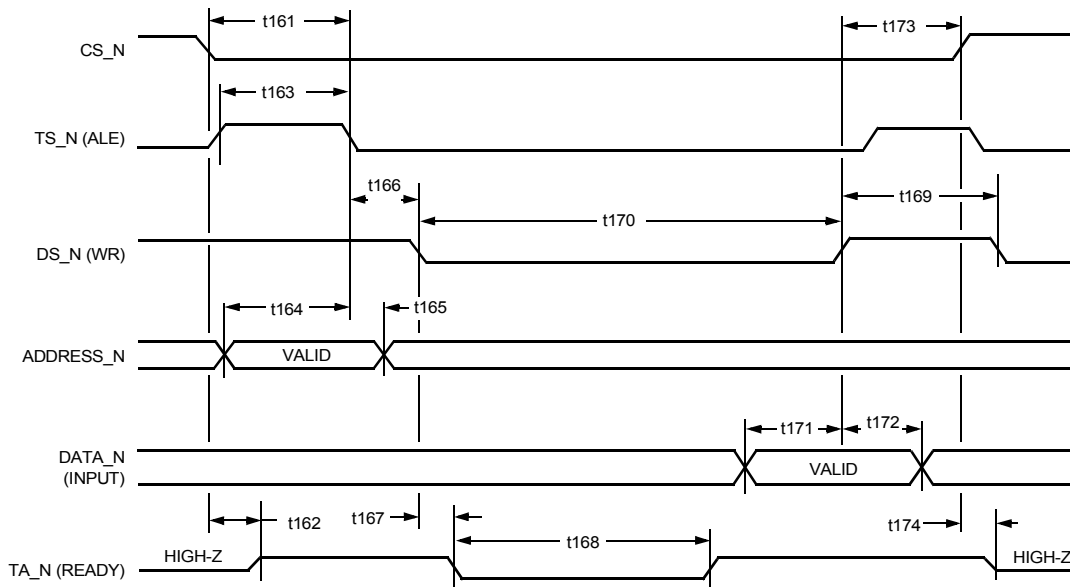 t161
t173
CS_N
t163
TS_N (ALE)
t166
t169
t170
DS_N (WR)
t164
t165
ADDRESS_N
VALID
t171
t172
DATA_N
(INPUT)
VALID
t162
t167
t168
t174
HIGH-Z
HIGH-Z
TA_N (READY)